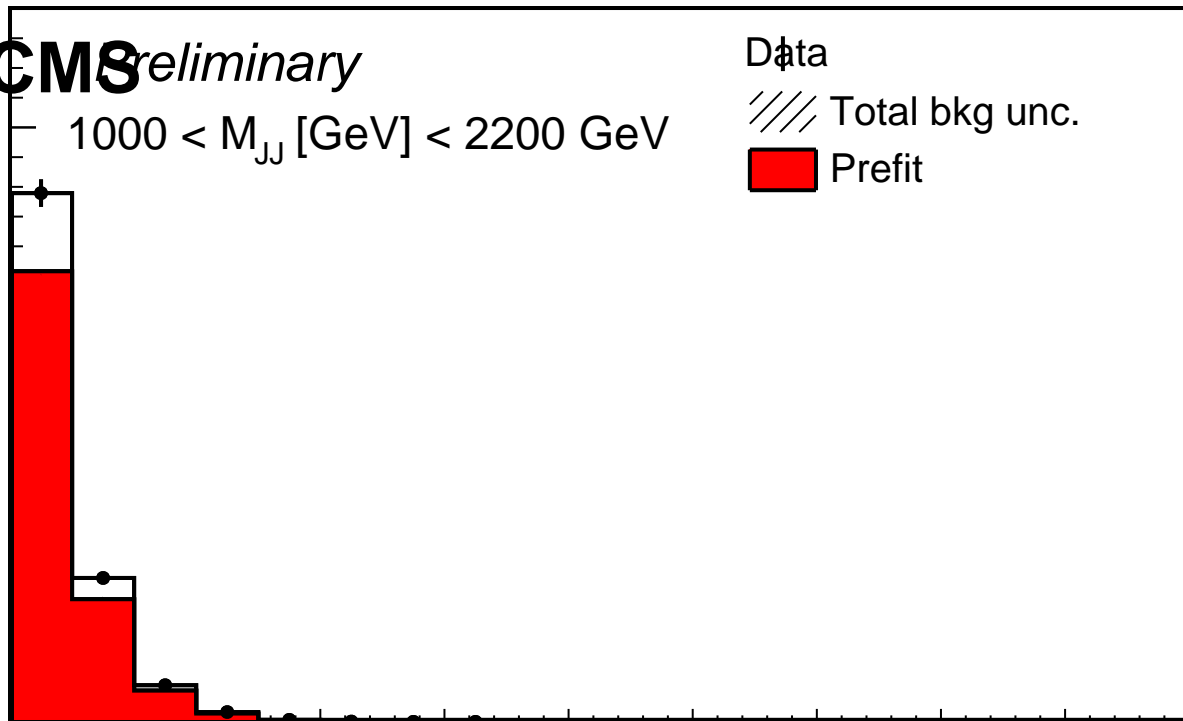 CMS Preliminary
1000 < M_JJ [GeV] < 2200 GeV
Data
Total bkg unc.
Prefit